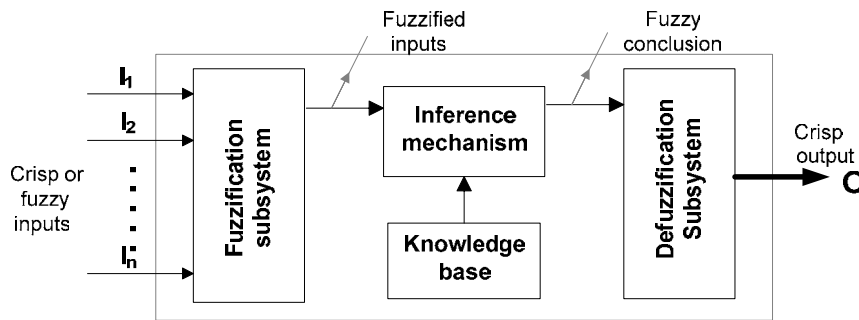 Fuzzified
inputs
Fuzzy
conclusion
I1
I2
In
Crisp or
fuzzy
inputs
Fuzzification
subsystem
Inference
mechanism
Knowledge
base
Defuzzification
Subsystem
Crisp
output
O